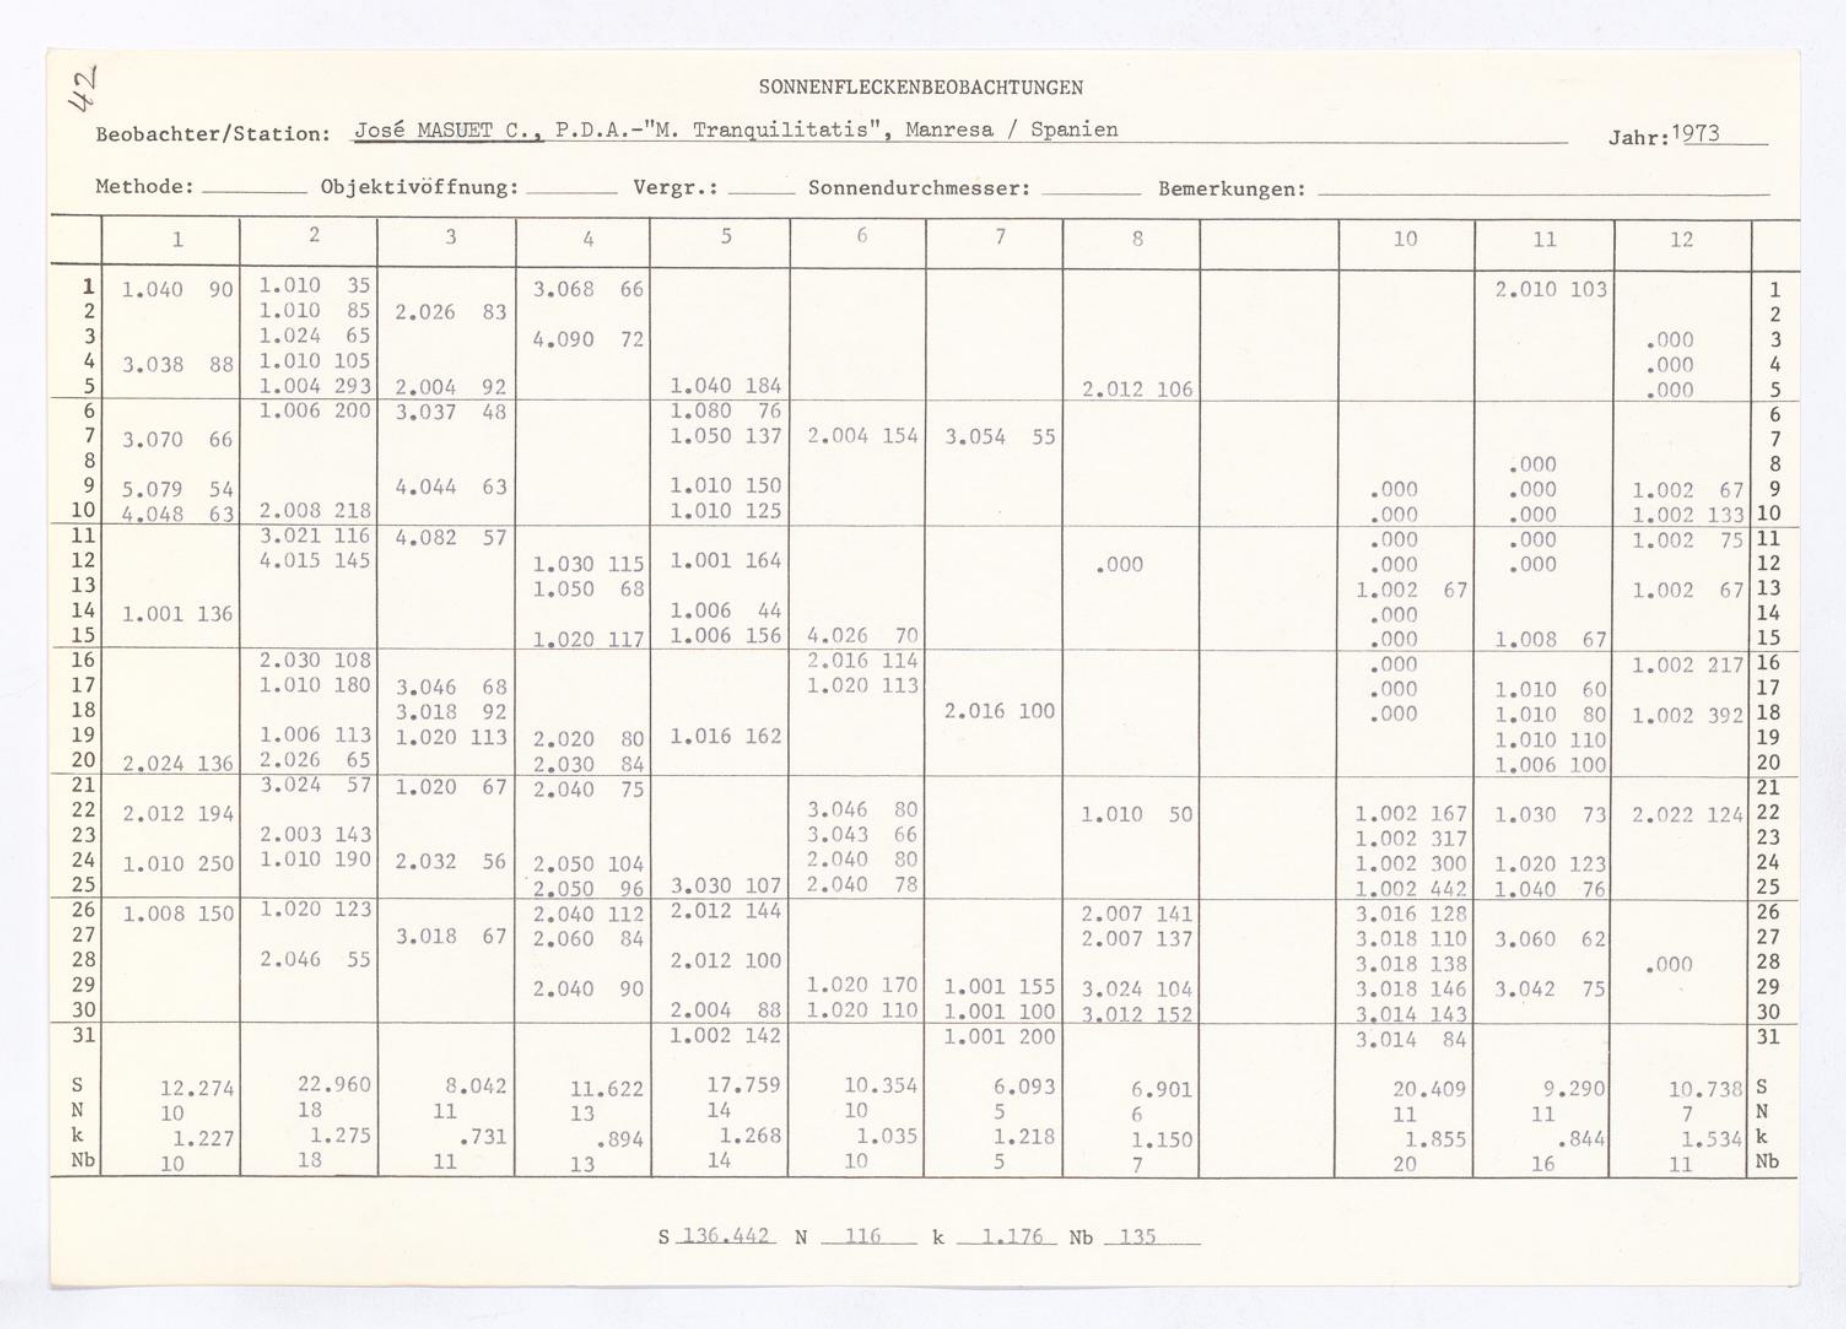 42
SONNENFLECKENBEOBACHTUNGEN
Beobachter/Station: José MASUET C., P.D.A.-"M. Tranquilitatis", Manresa / Spanien Jahr: 1973
Methode: Objektivöffnung: Vergr.: Sonnendurchmesser: Bemerkungen:
1 2 3 4 5 6 7 8 10 11 12
1 1.040 90 1.010 35 3.068 66 2.010 103 1
2 1.010 85 2.026 83 2
3 1.024 65 4.090 72 .000 3
4 3.038 88 1.010 105 .000 4
5 1.004 293 2.004 92 1.040 184 2.012 106 .000 5
6 1.006 200 3.037 48 1.080 76 6
7 3.070 66 1.050 137 2.004 154 3.054 55 7
8 .000 8
9 5.079 54 4.044 63 1.010 150 .000 .000 1.002 67 9
10 4.048 63 2.008 218 1.010 125 .000 .000 1.002 133 10
11 3.021 116 4.082 57 .000 .000 1.002 75 11
12 4.015 145 1.030 115 1.001 164 .000 .000 .000 12
13 1.050 68 1.002 67 1.002 67 13
14 1.001 136 1.006 44 .000 14
15 1.020 117 1.006 156 4.026 70 .000 1.008 67 15
16 2.030 108 2.016 114 .000 1.002 217 16
17 1.010 180 3.046 68 1.020 113 .000 1.010 60 17
18 3.018 92 2.016 100 .000 1.010 80 1.002 392 18
19 1.006 113 1.020 113 2.020 80 1.016 162 1.010 110 19
20 2.024 136 2.026 65 2.030 84 1.006 100 20
21 3.024 57 1.020 67 2.040 75 21
22 2.012 194 3.046 80 1.010 50 1.002 167 1.030 73 2.022 124 22
23 2.003 143 3.043 66 1.002 317 23
24 1.010 250 1.010 190 2.032 56 2.050 104 2.040 80 1.002 300 1.020 123 24
25 2.050 96 3.030 107 2.040 78 1.002 442 1.040 76 25
26 1.008 150 1.020 123 2.040 112 2.012 144 2.007 141 3.016 128 26
27 3.018 67 2.060 84 2.007 137 3.018 110 3.060 62 27
28 2.046 55 2.012 100 3.018 138 .000 28
29 2.040 90 1.020 170 1.001 155 3.024 104 3.018 146 3.042 75 29
30 2.004 88 1.020 110 1.001 100 3.012 152 3.014 143 30
31 1.002 142 1.001 200 3.014 84 31
S 12.274 22.960 8.042 11.622 17.759 10.354 6.093 6.901 20.409 9.290 10.738 S
N 10 18 11 13 14 10 5 6 11 11 7 N
k 1.227 1.275 .731 .894 1.268 1.035 1.218 1.150 1.855 .844 1.534 k
Nb 10 18 11 13 14 10 5 7 20 16 11 Nb
S 136.442 N 116 k 1.176 Nb 135